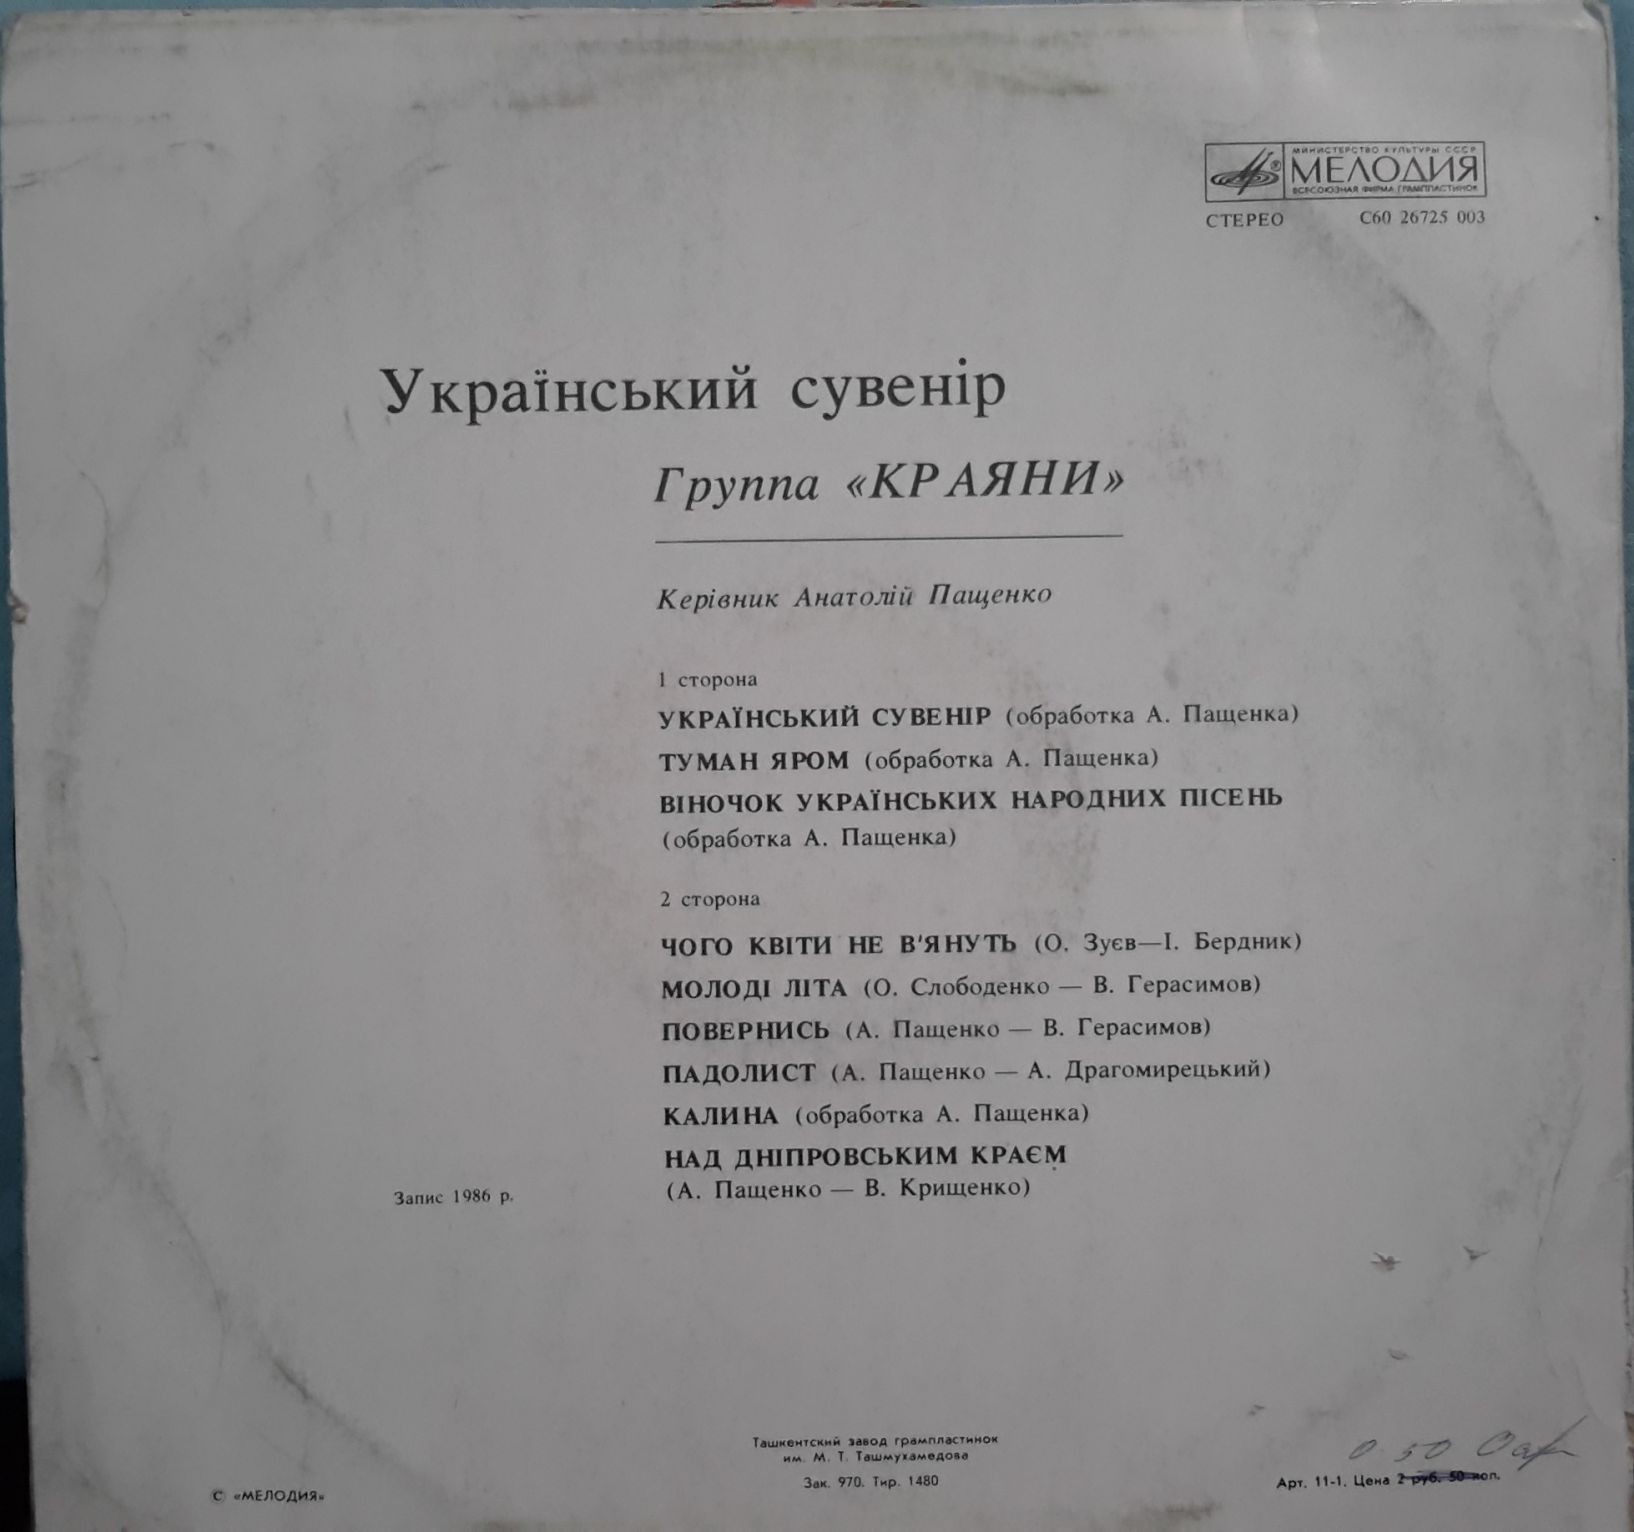 МИНИСТЕРСТВО КУЛЬТУРЫ СССР
МЕЛОДИЯ
ВСЕСОЮЗНАЯ ФИРМА ГРАМПЛАСТИНОК
СТЕРЕО С60 26725 003
Український сувенір
Группа «КРАЯНИ»
Керівник Анатолій Пащенко
1 сторона
УКРАЇНСЬКИЙ СУВЕНІР (обработка А. Пащенка)
ТУМАН ЯРОМ (обработка А. Пащенка)
ВІНОЧОК УКРАЇНСЬКИХ НАРОДНИХ ПІСЕНЬ
(обработка А. Пащенка)
2 сторона
ЧОГО КВІТИ НЕ В'ЯНУТЬ (О. Зуєв—І. Бердник)
МОЛОДІ ЛІТА (О. Слободенко — В. Герасимов)
ПОВЕРНИСЬ (А. Пащенко — В. Герасимов)
ПАДОЛИСТ (А. Пащенко — А. Драгомирецький)
КАЛИНА (обработка А. Пащенка)
НАД ДНІПРОВСЬКИМ КРАЄМ
(А. Пащенко — В. Крищенко)
Запис 1986 р.
Ташкентский завод грампластинок
им. М. Т. Ташмухамедова
Зак. 970. Тир. 1480
© «МЕЛОДИЯ»
0-50
Арт. 11-1. Цена 2 руб. 50 коп.